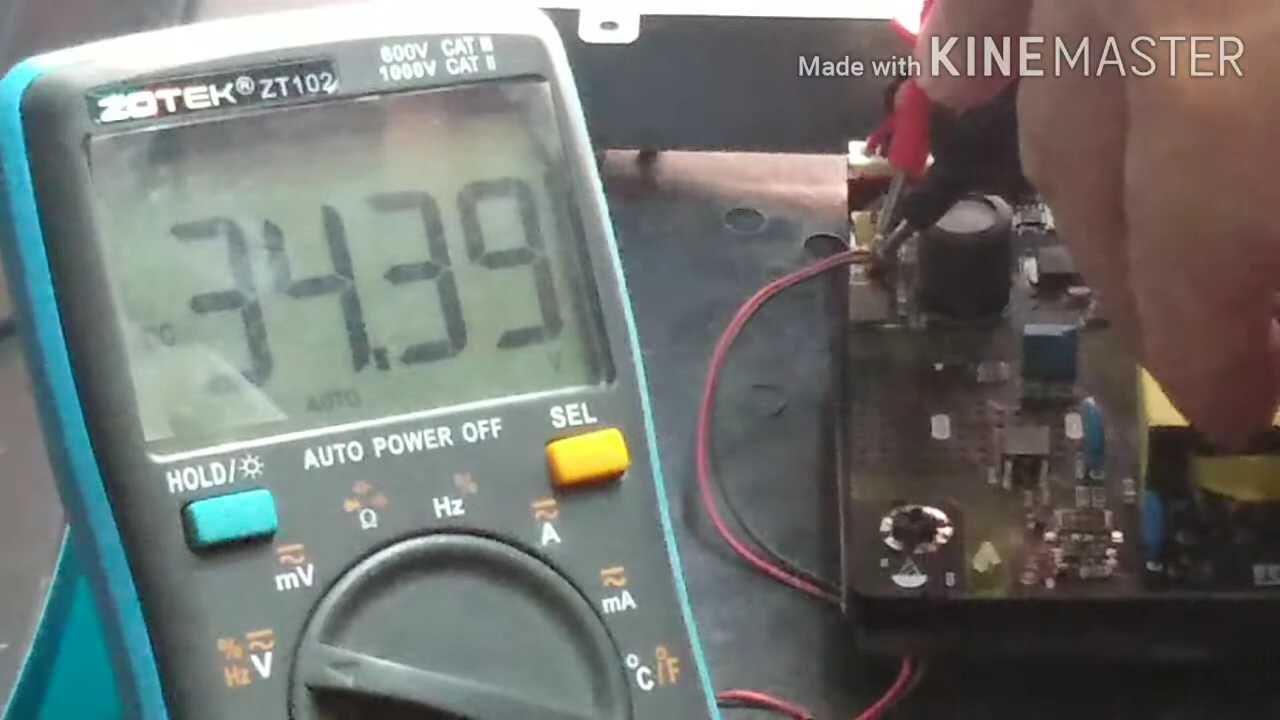 600V CAT III
1000V CAT II
ZOTEK® ZT102
Made with KINEMASTER
34.39
°C
V
AUTO
AUTO POWER OFF
SEL
HOLD/
Ω
Hz %
A
mV
mA
% Hz V
°C °F